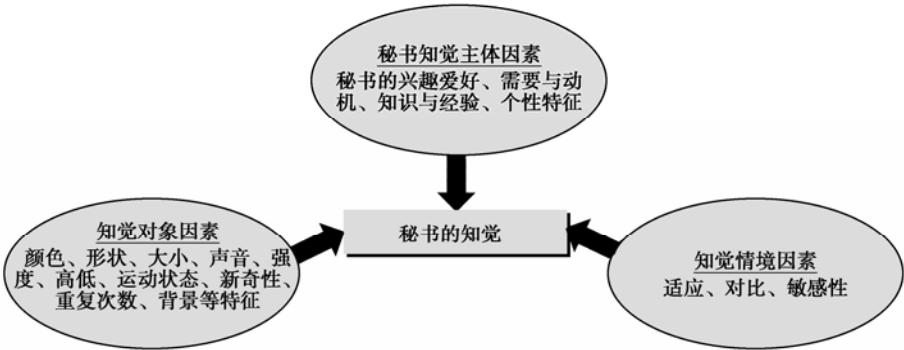 秘书知觉主体因素
秘书的兴趣爱好、需要与动
机、知识与经验、个性特征
知觉对象因素
颜色、形状、大小、声音、强
度、高低、运动状态、新奇性、
重复次数、背景等特征
秘书的知觉
知觉情境因素
适应、对比、敏感性